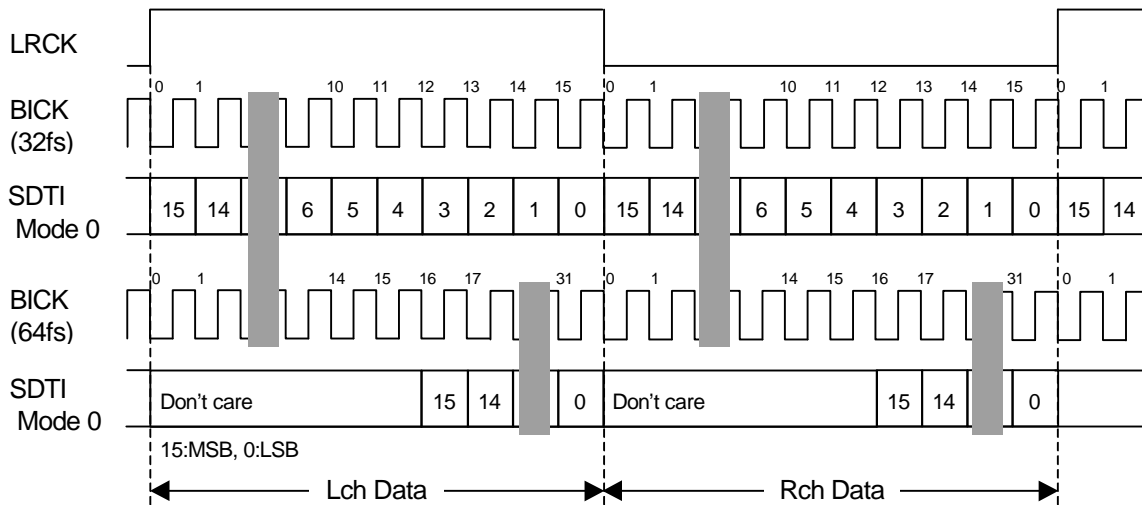 LRCK
0 1 10 11 12 13 14 15 0 1 10 11 12 13 14 15 0 1
BICK
(32fs)
SDTI
Mode 0
15 14 6 5 4 3 2 1 0 15 14 6 5 4 3 2 1 0 15 14
0 1 14 15 16 17 31 0 1 14 15 16 17 31 0 1
BICK
(64fs)
SDTI
Mode 0
Don't care 15 14 0 Don't care 15 14 0
15:MSB, 0:LSB
Lch Data Rch Data